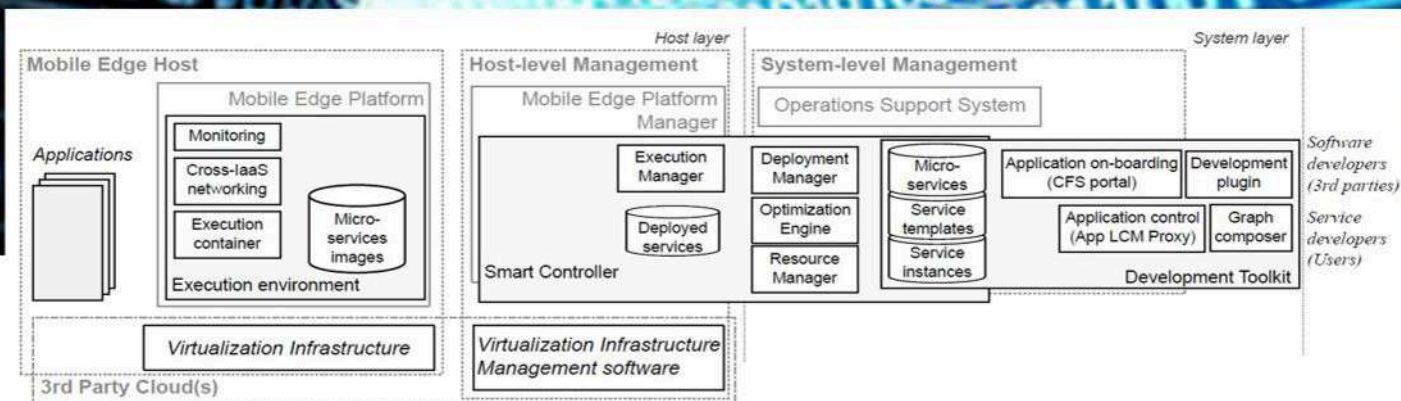 Host layer
System layer
Mobile Edge Host
Host-level Management
System-level Management
Mobile Edge Platform
Mobile Edge Platform
Manager
Operations Support System
Applications
Monitoring
Cross-IaaS
networking
Execution
container
Micro-
services
images
Execution environment
Execution
Manager
Deployed
services
Smart Controller
Deployment
Manager
Optimization
Engine
Resource
Manager
Micro-
services
Service
templates
Service
instances
Application on-boarding
(CFS portal)
Development
plugin
Application control
(App LCM Proxy)
Graph
composer
Development Toolkit
Software
developers
(3rd parties)
Service
developers
(Users)
Virtualization Infrastructure
Virtualization Infrastructure
Management software
3rd Party Cloud(s)